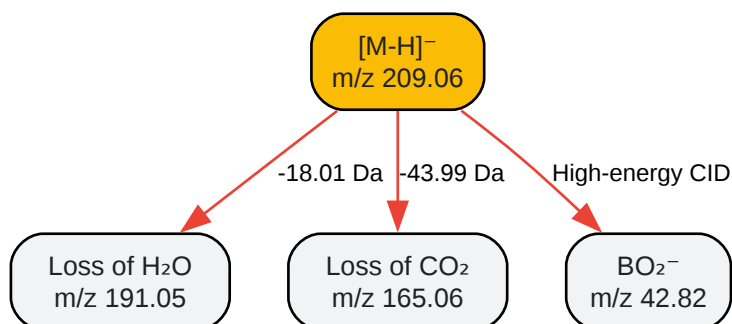 [M-H]⁻
m/z 209.06
-18.01 Da
-43.99 Da
High-energy CID
Loss of H₂O
m/z 191.05
Loss of CO₂
m/z 165.06
BO₂⁻
m/z 42.82